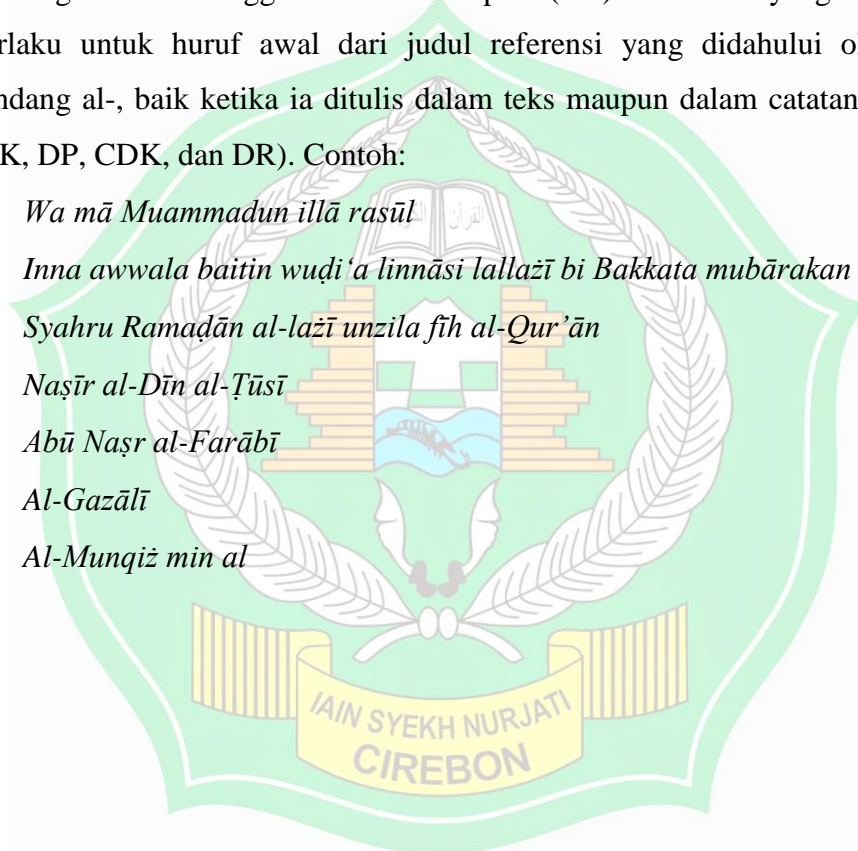 berlaku untuk huruf awal dari judul referensi yang didahului
sandang al-, baik ketika ia ditulis dalam teks maupun dalam catatan
DP, CDK, dan DR). Contoh:
Wa mā Muammadun illā rasūl
Inna awwala baitin wuḍi‘a linnāsi lallażī bi Bakkata mubārakan
Syahru Ramaḍān al-lażī unzila fīh al-Qur’ān
Naṣīr al-Dīn al-Ṭūsī
Abū Naṣr al-Farābī
Al-Gazālī
Al-Munqiż min al
القرآن الكريم
IAIN SYEKH NURJATI
CIREBON